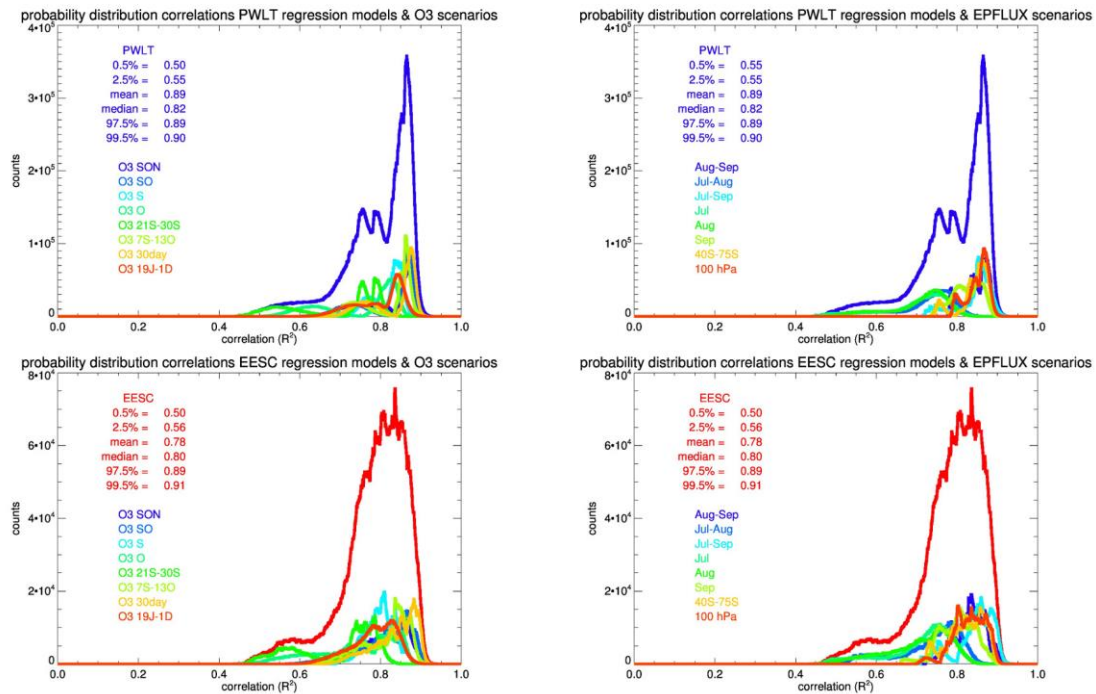 probability distribution correlations PWLT regression models & O3 scenarios
4•10⁵
3•10⁵
2•10⁵
1•10⁵
0
counts
PWLT
0.5% = 0.50
2.5% = 0.55
mean = 0.89
median = 0.82
97.5% = 0.89
99.5% = 0.90
O3 SON
O3 SO
O3 S
O3 O
O3 21S-30S
O3 7S-13O
O3 30day
O3 19J-1D
0.0 0.2 0.4 0.6 0.8 1.0
correlation (R²)
probability distribution correlations PWLT regression models & EPFLUX scenarios
4•10⁵
3•10⁵
2•10⁵
1•10⁵
0
counts
PWLT
0.5% = 0.55
2.5% = 0.55
mean = 0.89
median = 0.82
97.5% = 0.89
99.5% = 0.90
Aug-Sep
Jul-Aug
Jul-Sep
Jul
Aug
Sep
40S-75S
100 hPa
0.0 0.2 0.4 0.6 0.8 1.0
correlation (R²)
probability distribution correlations EESC regression models & O3 scenarios
8•10⁴
6•10⁴
4•10⁴
2•10⁴
0
counts
EESC
0.5% = 0.50
2.5% = 0.56
mean = 0.78
median = 0.80
97.5% = 0.89
99.5% = 0.91
O3 SON
O3 SO
O3 S
O3 O
O3 21S-30S
O3 7S-13O
O3 30day
O3 19J-1D
0.0 0.2 0.4 0.6 0.8 1.0
correlation (R²)
probability distribution correlations EESC regression models & EPFLUX scenarios
8•10⁴
6•10⁴
4•10⁴
2•10⁴
0
counts
EESC
0.5% = 0.50
2.5% = 0.56
mean = 0.78
median = 0.80
97.5% = 0.89
99.5% = 0.91
Aug-Sep
Jul-Aug
Jul-Sep
Jul
Aug
Sep
40S-75S
100 hPa
0.0 0.2 0.4 0.6 0.8 1.0
correlation (R²)